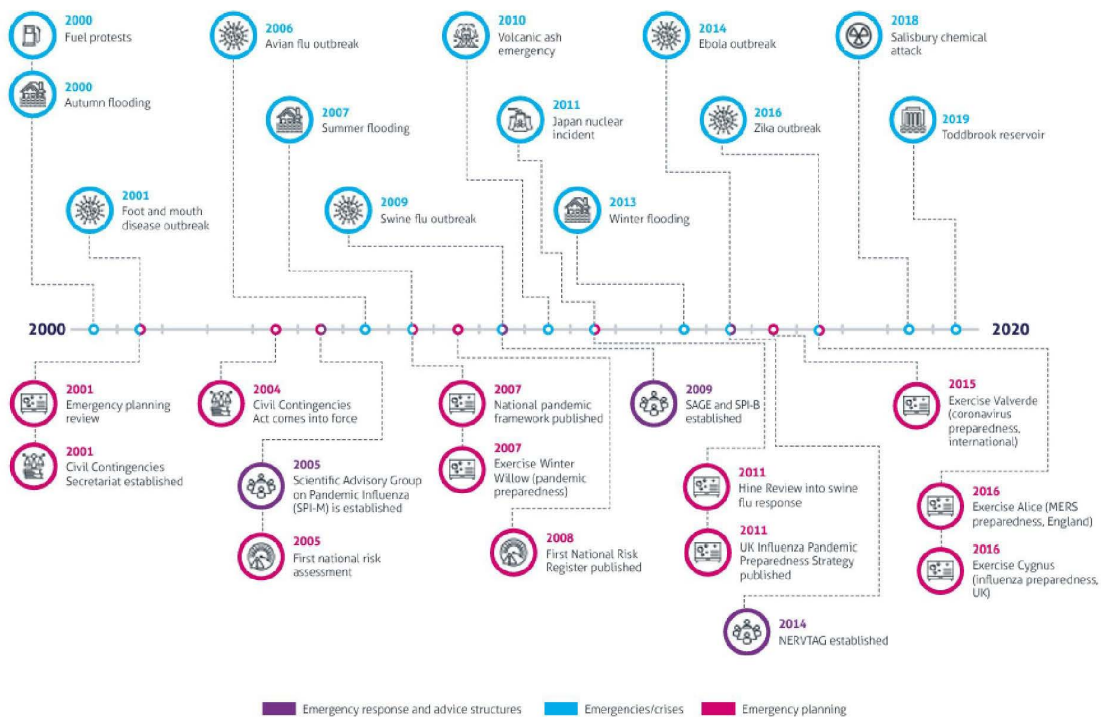 2000
Fuel protests
2000
Autumn flooding
2001
Foot and mouth
disease outbreak
2006
Avian flu outbreak
2007
Summer flooding
2009
Swine flu outbreak
2010
Volcanic ash
emergency
2011
Japan nuclear
incident
2013
Winter flooding
2014
Ebola outbreak
2016
Zika outbreak
2018
Salisbury chemical
attack
2019
Toddbrook reservoir
2000
2020
2001
Emergency planning
review
2001
Civil Contingencies
Secretariat established
2004
Civil Contingencies
Act comes into force
2005
Scientific Advisory Group
on Pandemic Influenza
(SPI-M) is established
2005
First national risk
assessment
2007
National pandemic
framework published
2007
Exercise Winter
Willow (pandemic
preparedness)
2008
First National Risk
Register published
2009
SAGE and SPI-B
established
2011
Hine Review into swine
flu response
2011
UK Influenza Pandemic
Preparedness Strategy
published
2014
NERVTAG established
2015
Exercise Valverde
(coronavirus
preparedness,
international)
2016
Exercise Alice (MERS
preparedness, England)
2016
Exercise Cygnus
(influenza preparedness,
UK)
Emergency response and advice structures
Emergencies/crises
Emergency planning